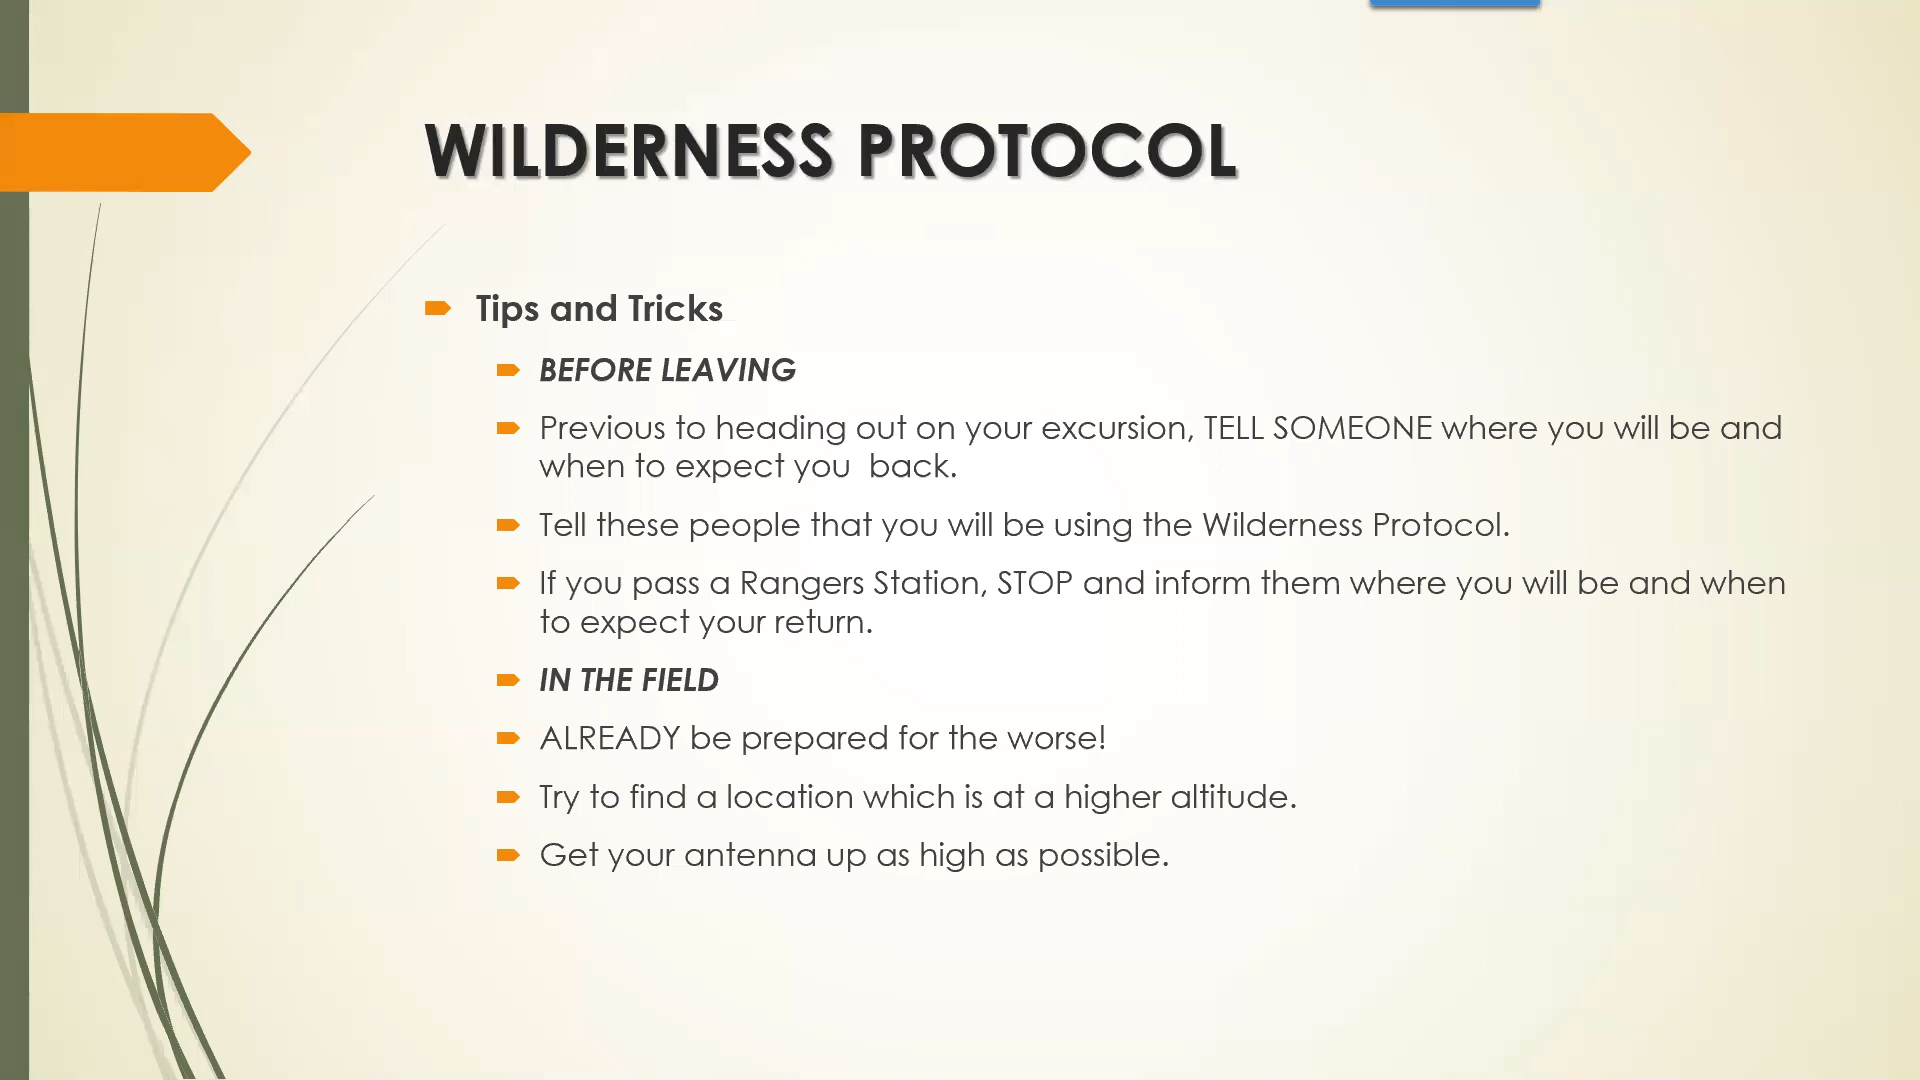 WILDERNESS PROTOCOL
Tips and Tricks
BEFORE LEAVING
Previous to heading out on your excursion, TELL SOMEONE where you will be and
when to expect you  back.
Tell these people that you will be using the Wilderness Protocol.
If you pass a Rangers Station, STOP and inform them where you will be and when
to expect your return.
IN THE FIELD
ALREADY be prepared for the worse!
Try to find a location which is at a higher altitude.
Get your antenna up as high as possible.